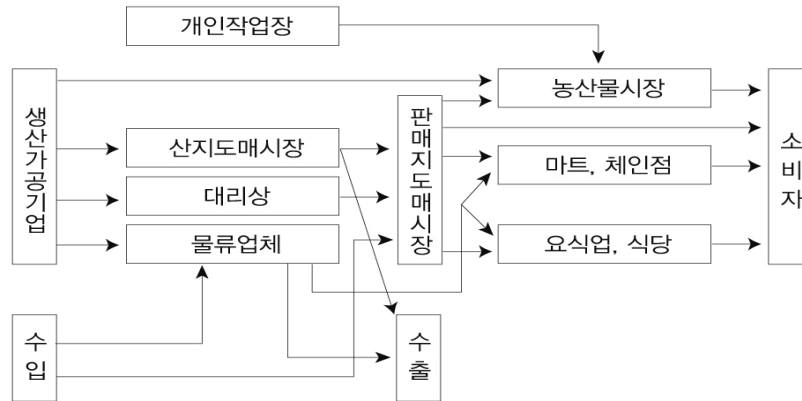 개인작업장
생산가공기업
산지도매시장
대리상
물류업체
수입
판매지도매시장
수출
농산물시장
마트, 체인점
요식업, 식당
소비자